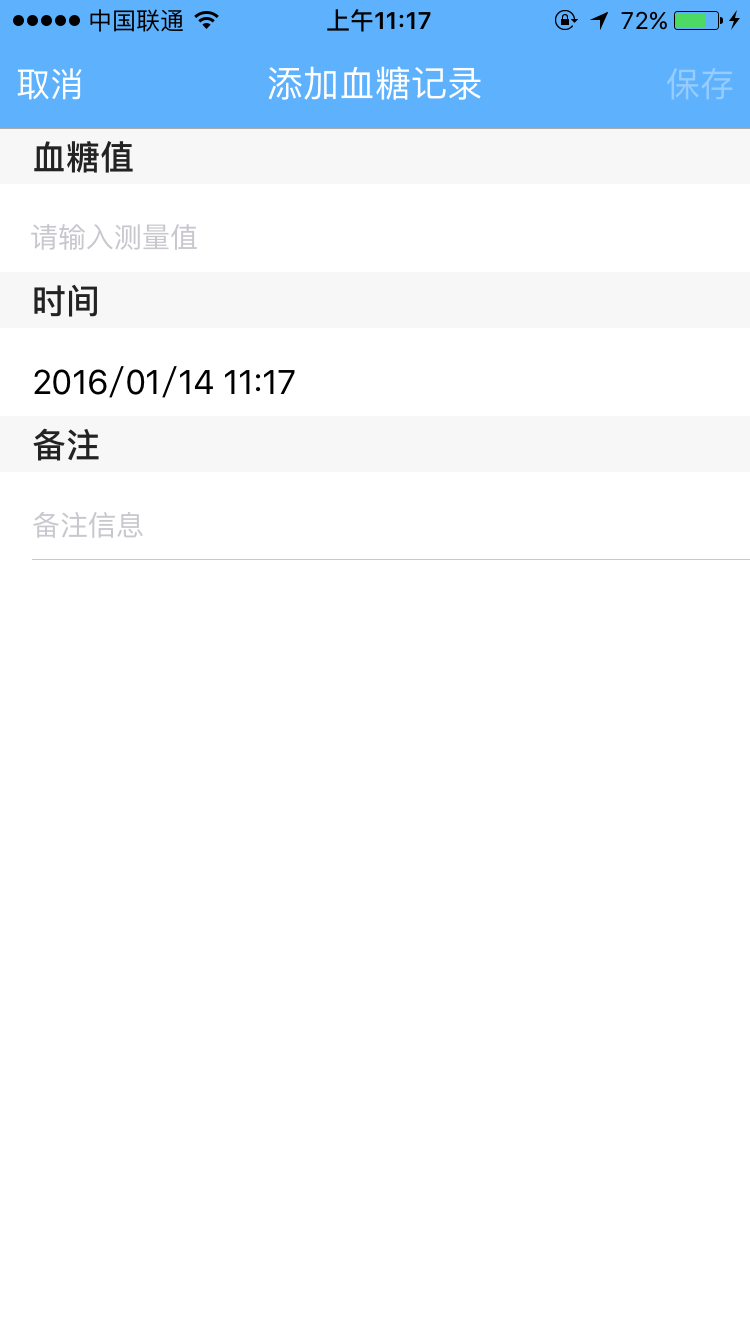 中国联通 上午11:17 72%
取消 添加血糖记录 保存
血糖值
请输入测量值
时间
2016/01/14 11:17
备注
备注信息